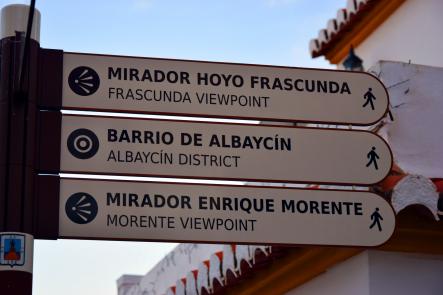 MIRADOR HOYO FRASCUNDA
FRASCUNDA VIEWPOINT
BARRIO DE ALBAYCÍN
ALBAYCÍN DISTRICT
MIRADOR ENRIQUE MORENTE
MORENTE VIEWPOINT